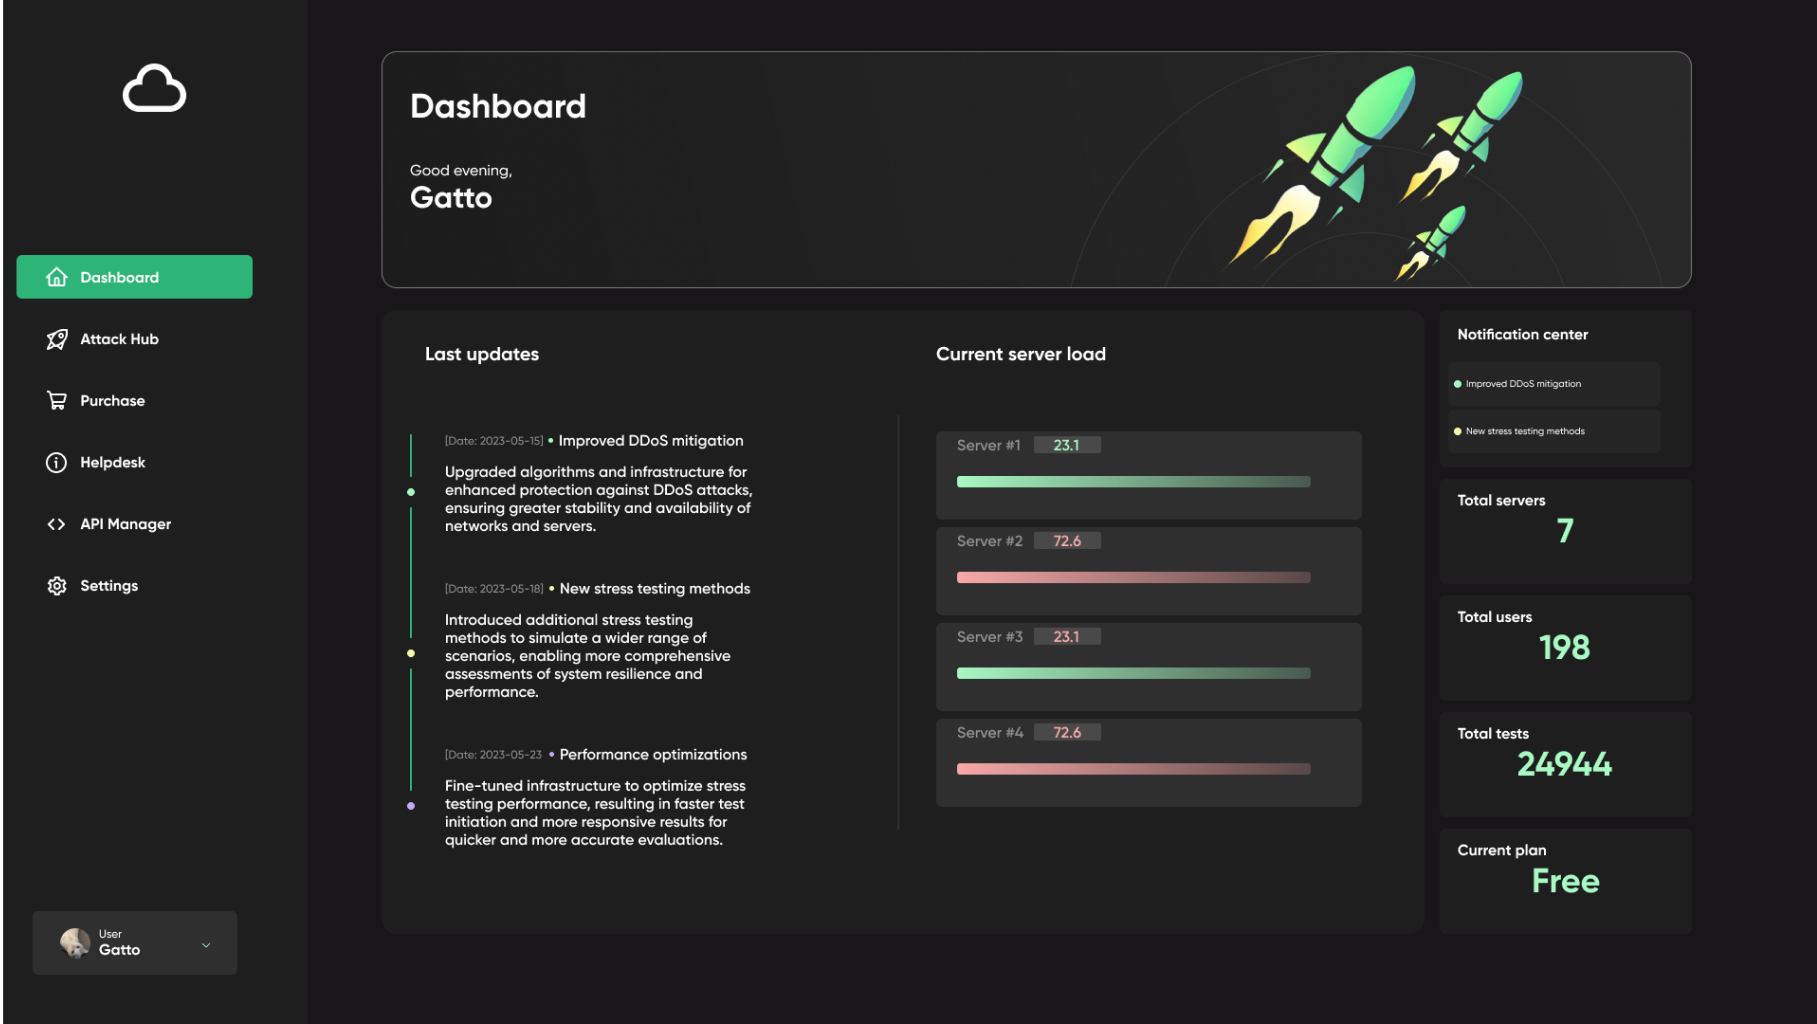 Dashboard
Good evening,
Gatto
Dashboard
Attack Hub
Purchase
Helpdesk
API Manager
Settings
User
Gatto
Last updates
[Date: 2023-05-15] • Improved DDoS mitigation
Upgraded algorithms and infrastructure for
enhanced protection against DDoS attacks,
ensuring greater stability and availability of
networks and servers.
[Date: 2023-05-18] • New stress testing methods
Introduced additional stress testing
methods to simulate a wider range of
scenarios, enabling more comprehensive
assessments of system resilience and
performance.
[Date: 2023-05-23 • Performance optimizations
Fine-tuned infrastructure to optimize stress
testing performance, resulting in faster test
initiation and more responsive results for
quicker and more accurate evaluations.
Current server load
Server #1 23.1
Server #2 72.6
Server #3 23.1
Server #4 72.6
Notification center
Improved DDoS mitigation
New stress testing methods
Total servers
7
Total users
198
Total tests
24944
Current plan
Free